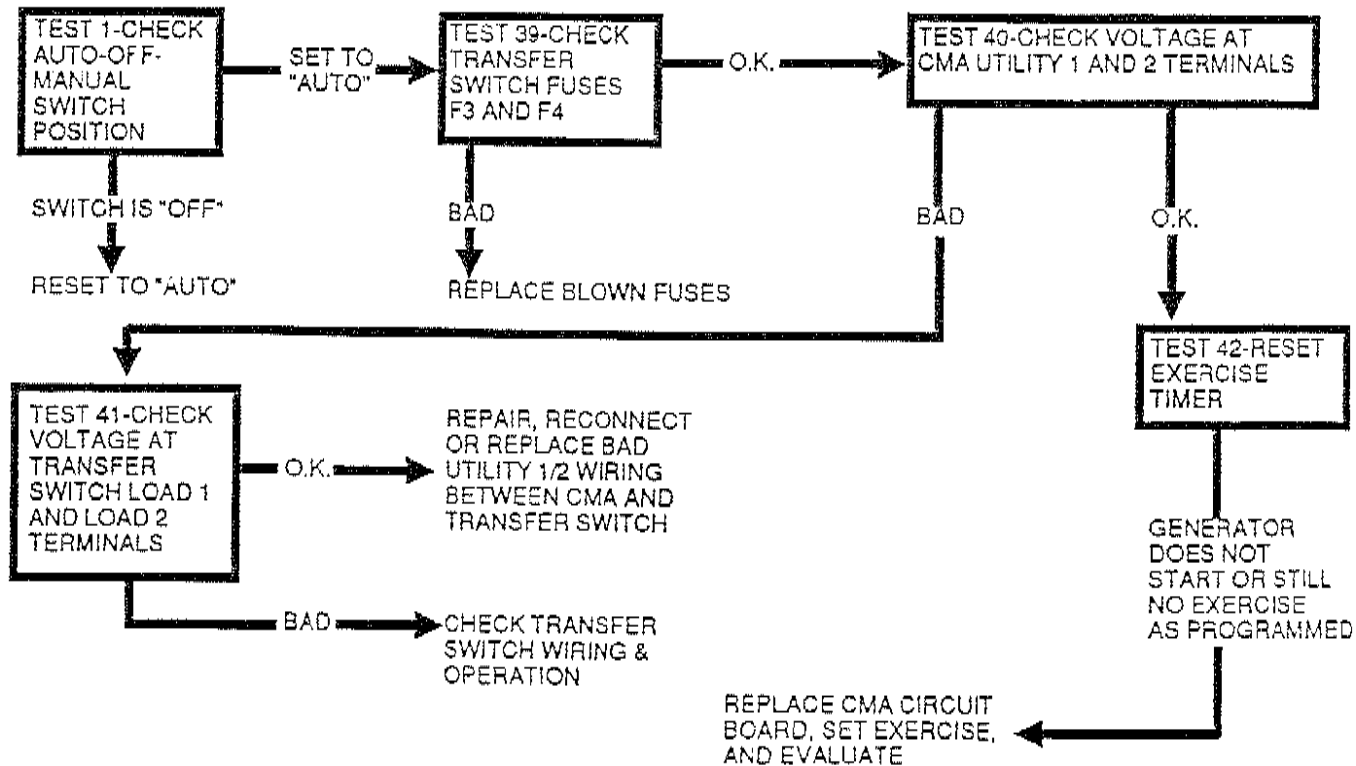 TEST 1-CHECK
AUTO-OFF-
MANUAL
SWITCH
POSITION
SET TO
"AUTO"
TEST 39-CHECK
TRANSFER
SWITCH FUSES
F3 AND F4
O.K.
TEST 40-CHECK VOLTAGE AT
CMA UTILITY 1 AND 2 TERMINALS
SWITCH IS "OFF"
RESET TO "AUTO"
BAD
REPLACE BLOWN FUSES
BAD
O.K.
TEST 41-CHECK
VOLTAGE AT
TRANSFER
SWITCH LOAD 1
AND LOAD 2
TERMINALS
O.K.
REPAIR, RECONNECT
OR REPLACE BAD
UTILITY 1/2 WIRING
BETWEEN CMA AND
TRANSFER SWITCH
BAD
CHECK TRANSFER
SWITCH WIRING &
OPERATION
TEST 42-RESET
EXERCISE
TIMER
GENERATOR
DOES NOT
START OR STILL
NO EXERCISE
AS PROGRAMMED
REPLACE CMA CIRCUIT
BOARD, SET EXERCISE,
AND EVALUATE